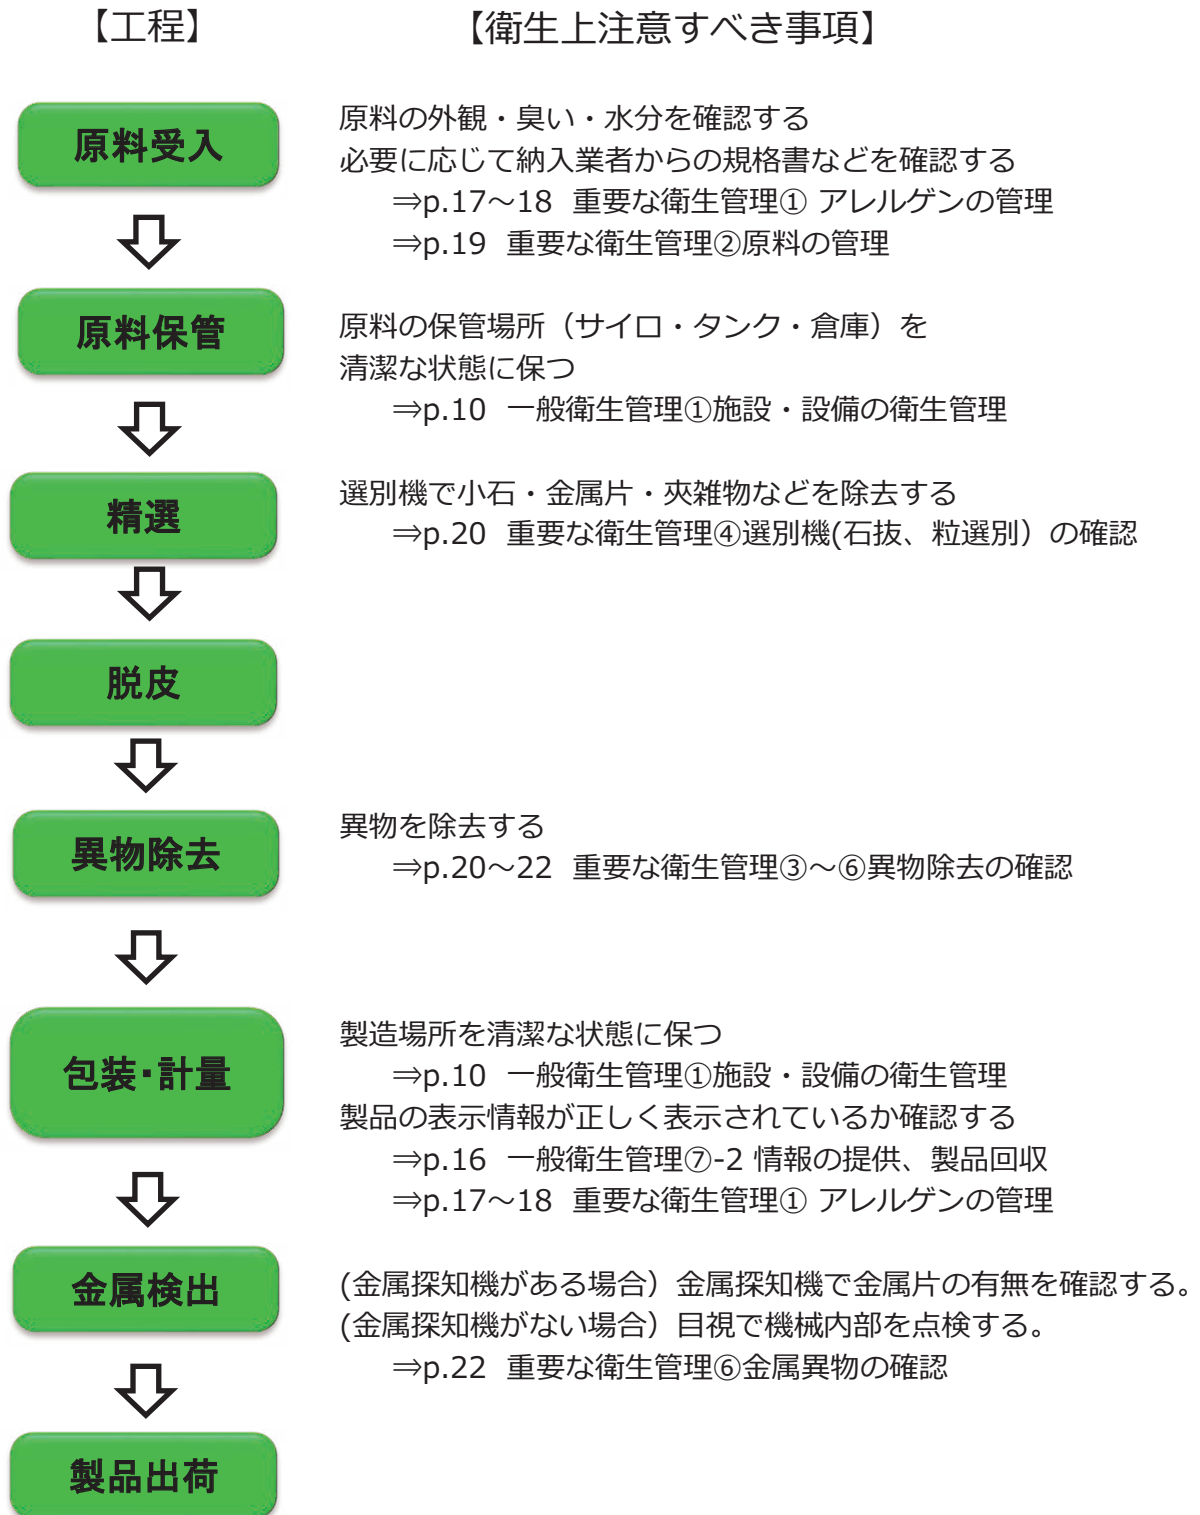 【工程】 【衛生上注意すべき事項】
原料受入
原料の外観・臭い・水分を確認する
必要に応じて納入業者からの規格書などを確認する
⇒p.17～18 重要な衛生管理① アレルゲンの管理
⇒p.19 重要な衛生管理②原料の管理
原料保管
原料の保管場所（サイロ・タンク・倉庫）を
清潔な状態に保つ
⇒p.10 一般衛生管理①施設・設備の衛生管理
精選
選別機で小石・金属片・夾雑物などを除去する
⇒p.20 重要な衛生管理④選別機(石抜、粒選別）の確認
脱皮
異物除去
異物を除去する
⇒p.20～22 重要な衛生管理③～⑥異物除去の確認
包装・計量
製造場所を清潔な状態に保つ
⇒p.10 一般衛生管理①施設・設備の衛生管理
製品の表示情報が正しく表示されているか確認する
⇒p.16 一般衛生管理⑦-2 情報の提供、製品回収
⇒p.17～18 重要な衛生管理① アレルゲンの管理
金属検出
(金属探知機がある場合）金属探知機で金属片の有無を確認する。
(金属探知機がない場合）目視で機械内部を点検する。
⇒p.22 重要な衛生管理⑥金属異物の確認
製品出荷